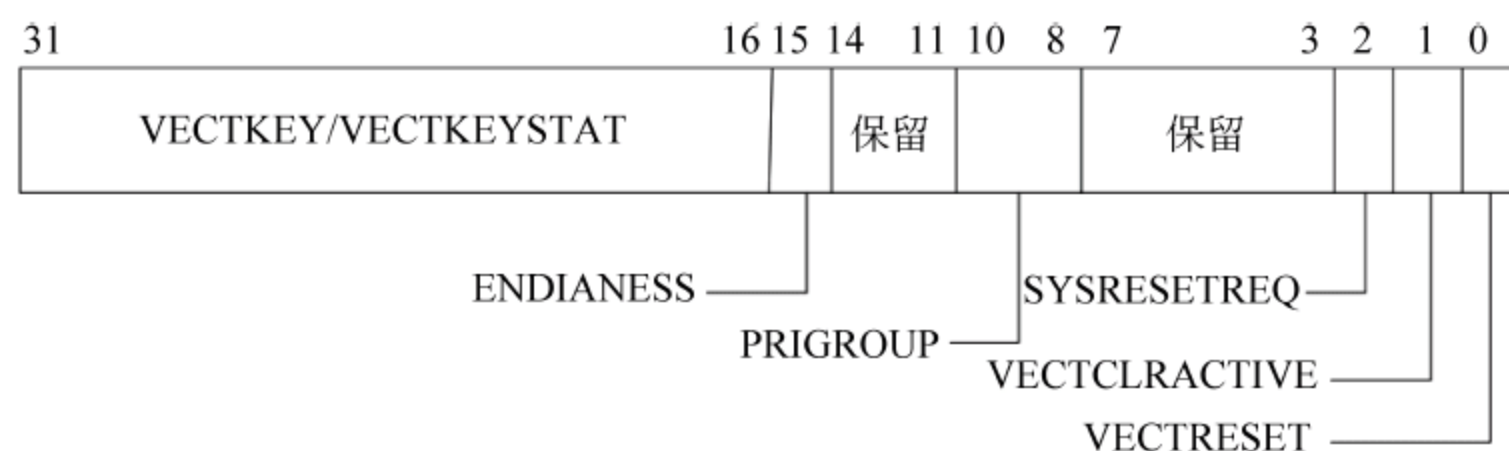 31 16 15 14 11 10 8 7 3 2 1 0
VECTKEY/VECTKEYSTAT 保留 保留
ENDIANESS SYSRESETREQ
PRIGROUP
VECTCLRACTIVE
VECTRESET